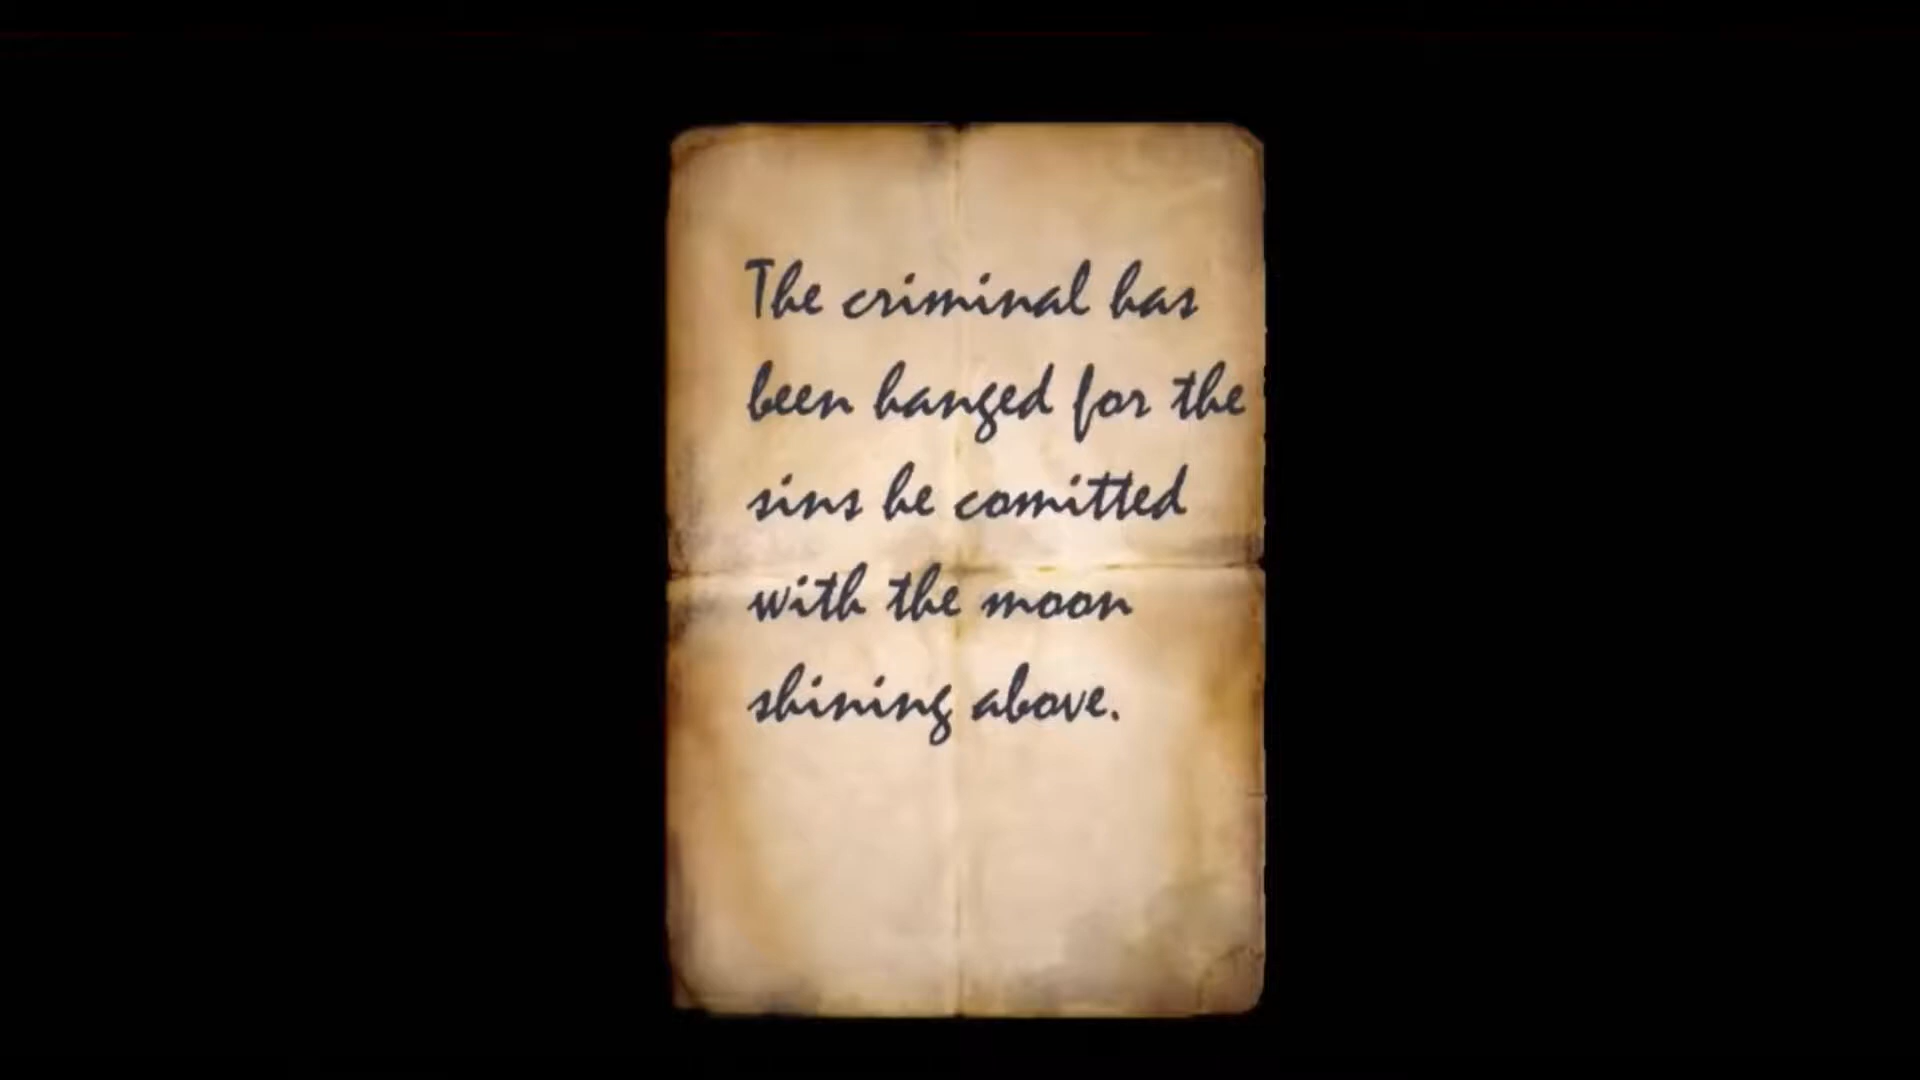 The criminal has
been hanged for the
sins he comitted
with the moon
shining above.